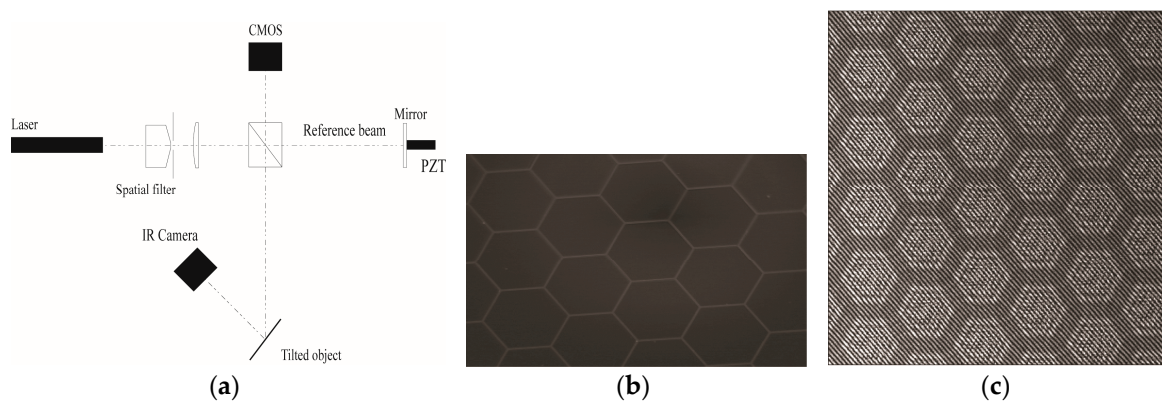 CMOS
Laser
Mirror
Reference beam
PZT
Spatial filter
IR Camera
Tilted object
(a)
(b)
(c)